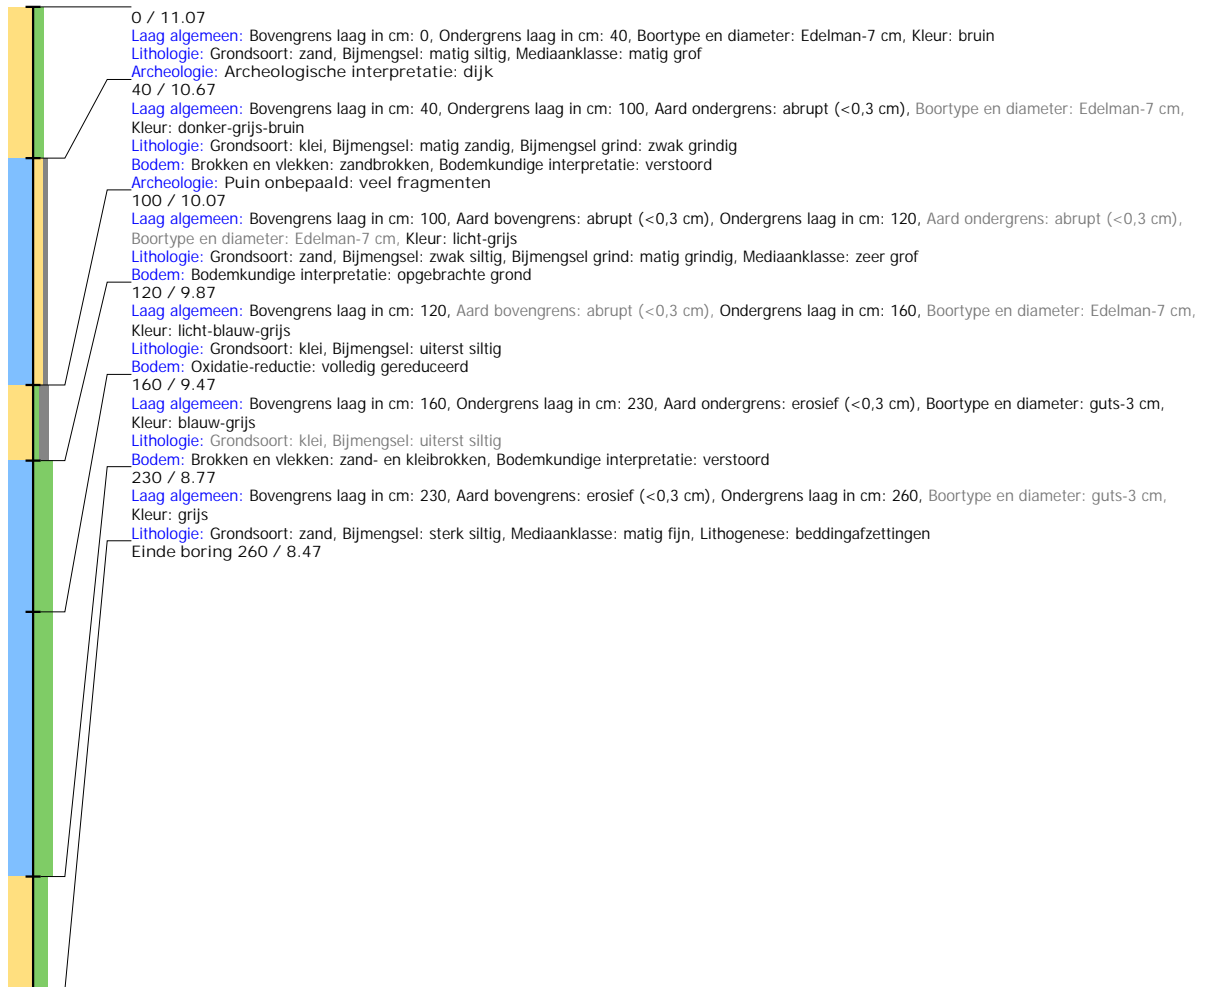 0 / 11.07
Laag algemeen: Bovengrens laag in cm: 0, Ondergrens laag in cm: 40, Boortype en diameter: Edelman-7 cm, Kleur: bruin
Lithologie: Grondsoort: zand, Bijmengsel: matig siltig, Mediaanklasse: matig grof
Archeologie: Archeologische interpretatie: dijk
40 / 10.67
Laag algemeen: Bovengrens laag in cm: 40, Ondergrens laag in cm: 100, Aard ondergrens: abrupt (<0,3 cm), Boortype en diameter: Edelman-7 cm,
Kleur: donker-grijs-bruin
Lithologie: Grondsoort: klei, Bijmengsel: matig zandig, Bijmengsel grind: zwak grindig
Bodem: Brokken en vlekken: zandbrokken, Bodemkundige interpretatie: verstoord
Archeologie: Puin onbepaald: veel fragmenten
100 / 10.07
Laag algemeen: Bovengrens laag in cm: 100, Aard bovengrens: abrupt (<0,3 cm), Ondergrens laag in cm: 120, Aard ondergrens: abrupt (<0,3 cm),
Boortype en diameter: Edelman-7 cm, Kleur: licht-grijs
Lithologie: Grondsoort: zand, Bijmengsel: zwak siltig, Bijmengsel grind: matig grindig, Mediaanklasse: zeer grof
Bodem: Bodemkundige interpretatie: opgebrachte grond
120 / 9.87
Laag algemeen: Bovengrens laag in cm: 120, Aard bovengrens: abrupt (<0,3 cm), Ondergrens laag in cm: 160, Boortype en diameter: Edelman-7 cm,
Kleur: licht-blauw-grijs
Lithologie: Grondsoort: klei, Bijmengsel: uiterst siltig
Bodem: Oxidatie-reductie: volledig gereduceerd
160 / 9.47
Laag algemeen: Bovengrens laag in cm: 160, Ondergrens laag in cm: 230, Aard ondergrens: erosief (<0,3 cm), Boortype en diameter: guts-3 cm,
Kleur: blauw-grijs
Lithologie: Grondsoort: klei, Bijmengsel: uiterst siltig
Bodem: Brokken en vlekken: zand- en kleibrokken, Bodemkundige interpretatie: verstoord
230 / 8.77
Laag algemeen: Bovengrens laag in cm: 230, Aard bovengrens: erosief (<0,3 cm), Ondergrens laag in cm: 260, Boortype en diameter: guts-3 cm,
Kleur: grijs
Lithologie: Grondsoort: zand, Bijmengsel: sterk siltig, Mediaanklasse: matig fijn, Lithogenese: beddingafzettingen
Einde boring 260 / 8.47